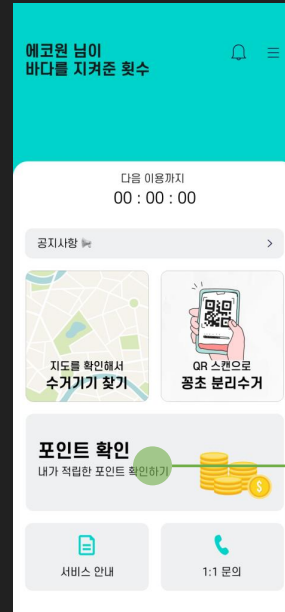 에코원 님이
바다를 지켜준 횟수
다음 이용까지
00 : 00 : 00
공지사항
지도를 확인해서
수거기기 찾기
QR 스캔으로
꽁초 분리수거
포인트 확인
내가 적립한 포인트 확인하기
서비스 안내
1:1 문의